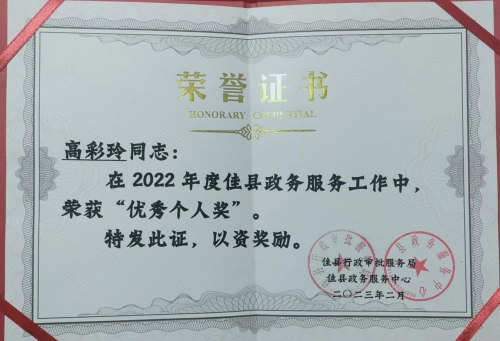 荣誉证书
HONORARY CREDENTIAL
高彩玲同志：
在2022年度佳县政务服务工作中，
荣获“优秀个人奖”。
特发此证，以资奖励。
佳县行政审批服务局
佳县政务服务中心
二〇二三年二月